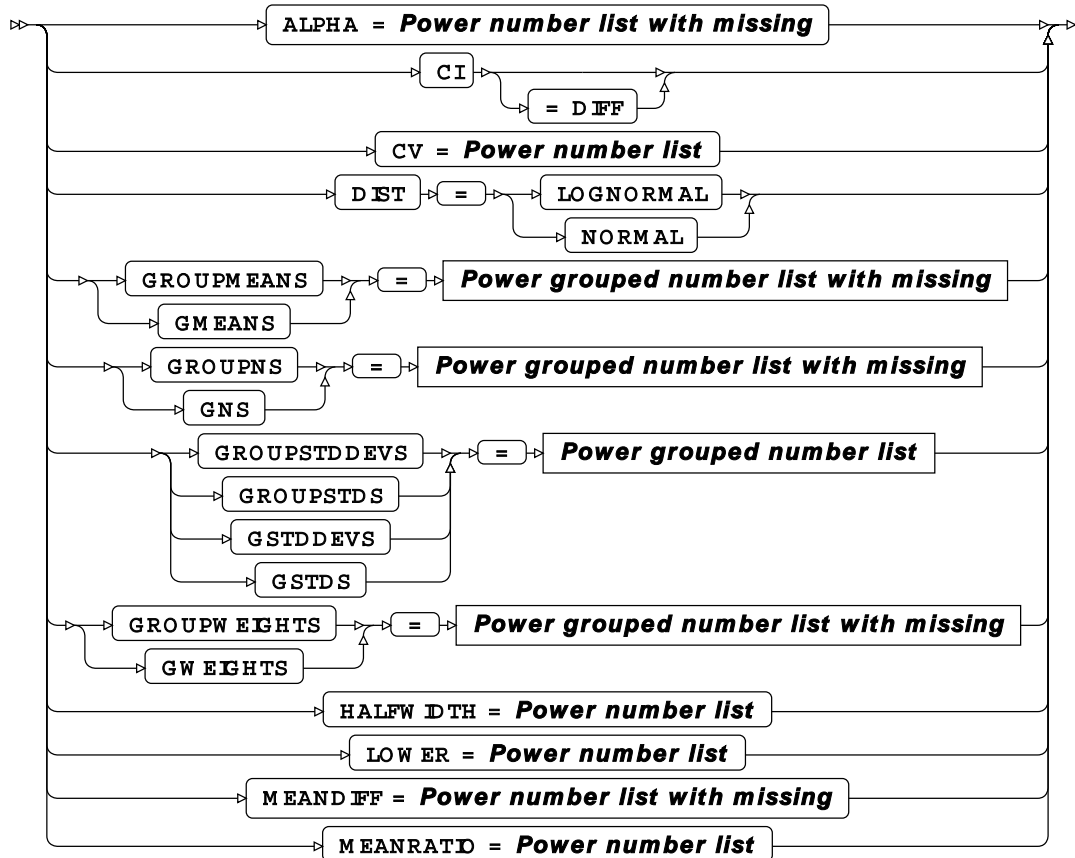 ALPHA = Power number list with missing
CI
= DIFF
CV = Power number list
DIST = LOGNORMAL
NORMAL
GROUPMEANS = Power grouped number list with missing
GMEANS
GROUPNS = Power grouped number list with missing
GNS
GROUPSTDDEVS = Power grouped number list
GROUPSTDS
GSTDDEVS
GSTDS
GROUPWEIGHTS = Power grouped number list with missing
GWEIGHTS
HALFWIDTH = Power number list
LOWER = Power number list
MEANDIFF = Power number list with missing
MEANRATIO = Power number list